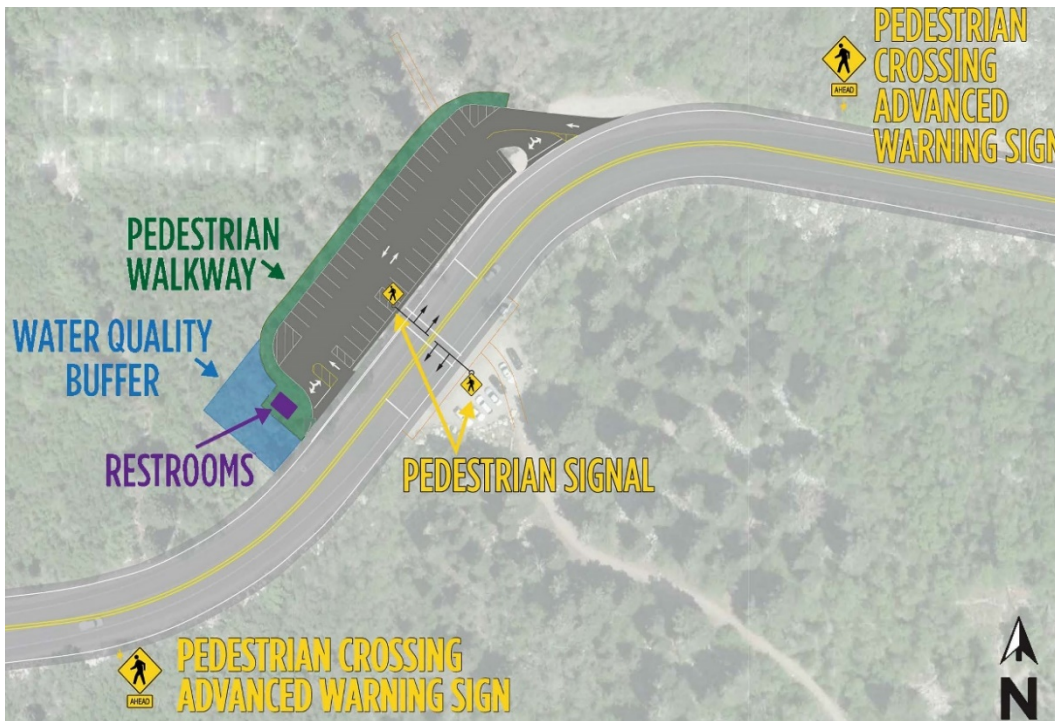 PEDESTRIAN
CROSSING
ADVANCED
WARNING SIGN
AHEAD
PEDESTRIAN
WALKWAY
WATER QUALITY
BUFFER
RESTROOMS
PEDESTRIAN SIGNAL
PEDESTRIAN CROSSING
ADVANCED WARNING SIGN
AHEAD
N